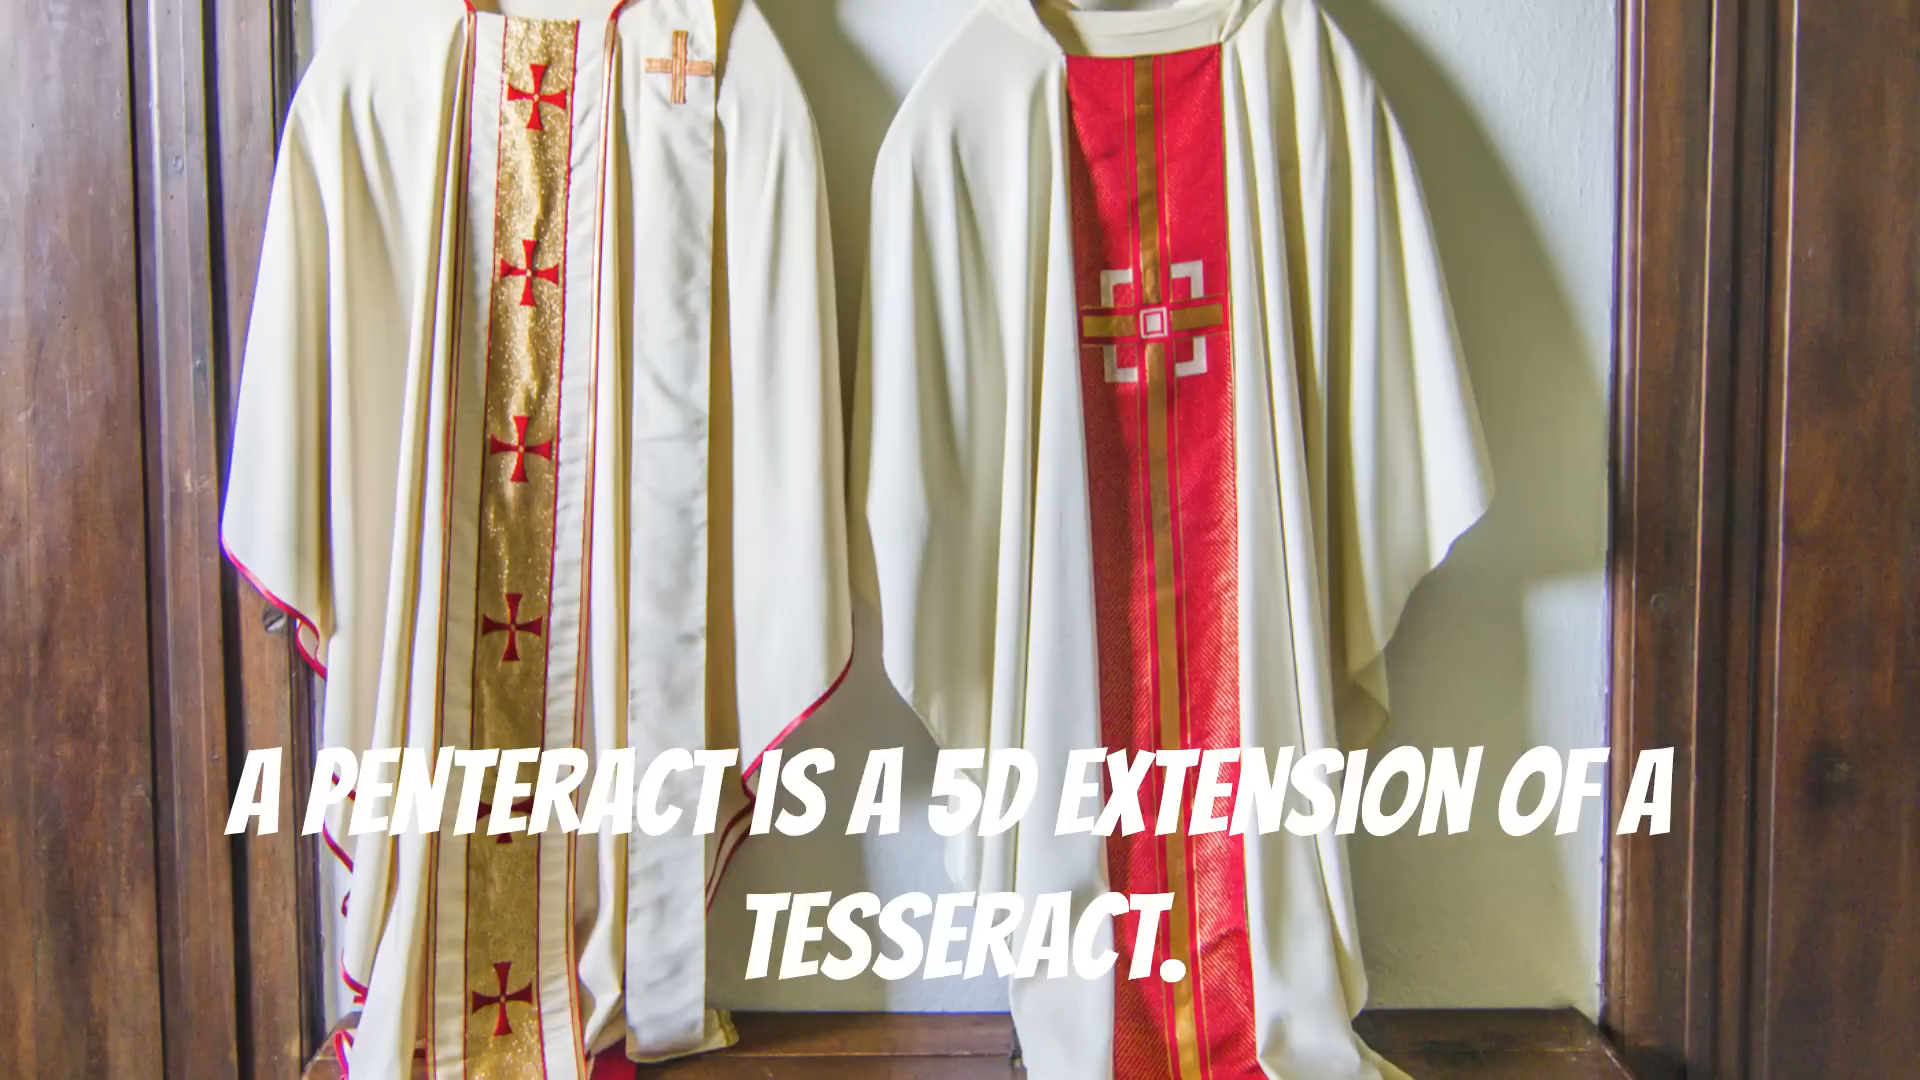 A PENTERACT IS A 5D EXTENSION OF A
TESSERACT.